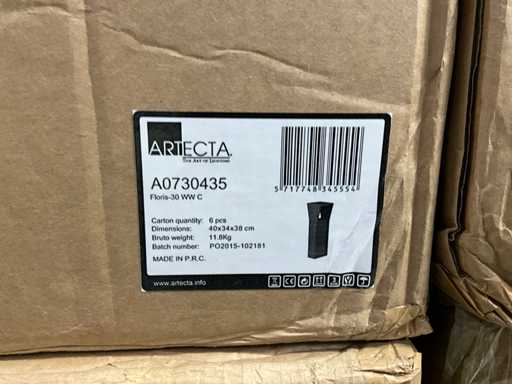 ARTECTA
The Art of Lighting
A0730435
Floris-30 WW C
5 717748 345554
Carton quantity: 6 pcs
Dimensions: 40x34x38 cm
Bruto weight: 11.8Kg
Batch number: PO2015-102181
MADE IN P.R.C.
www.artecta.info